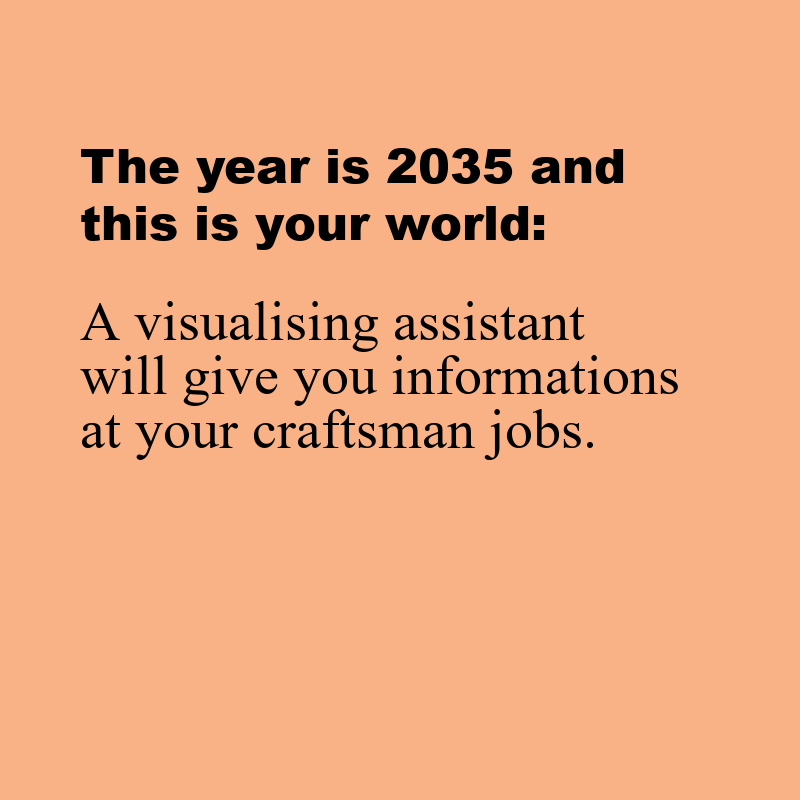 The year is 2035 and
this is your world:
A visualising assistant
will give you informations
at your craftsman jobs.